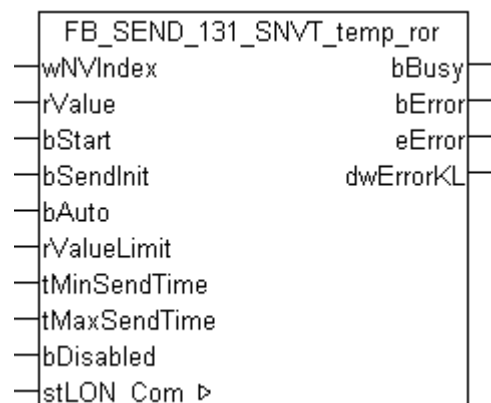 FB_SEND_131_SNVT_temp_ror
wNVIndex bBusy
rValue bError
bStart eError
bSendInit dwErrorKL
bAuto
rValueLimit
tMinSendTime
tMaxSendTime
bDisabled
stLON_Com ▷